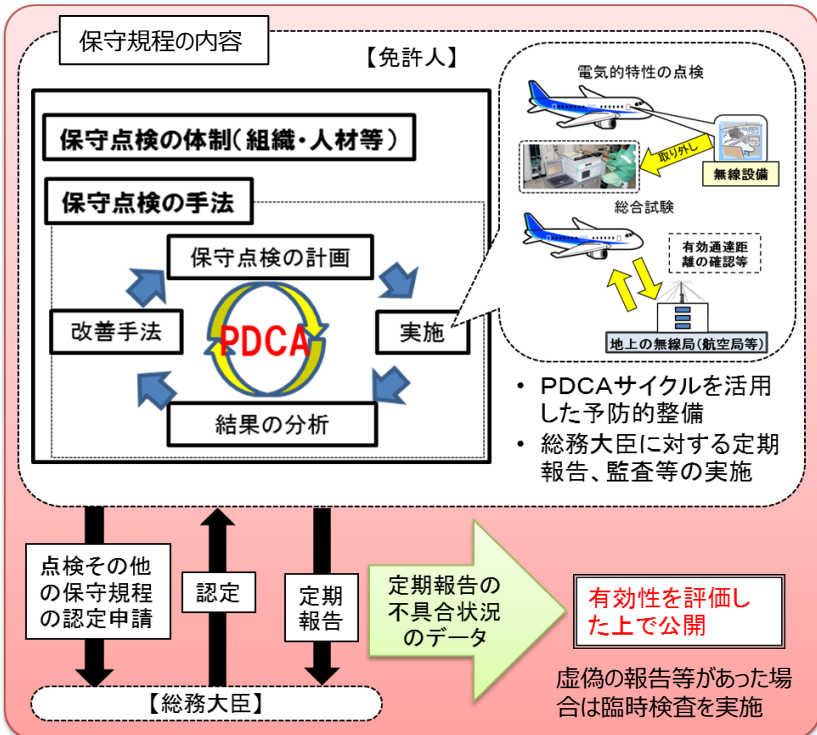 保守規程の内容
【免許人】
保守点検の体制(組織・人材等)
保守点検の手法
保守点検の計画
改善手法
PDCA
実施
結果の分析
電気的特性の点検
取り外し
無線設備
総合試験
有効通達距
離の確認等
地上の無線局(航空局等)
• PDCAサイクルを活用
した予防的整備
• 総務大臣に対する定期
報告、監査等の実施
点検その他
の保守規程
の認定申請
認定
定期
報告
定期報告の
不具合状況
のデータ
有効性を評価し
た上で公開
虚偽の報告等があった場
合は臨時検査を実施
【総務大臣】